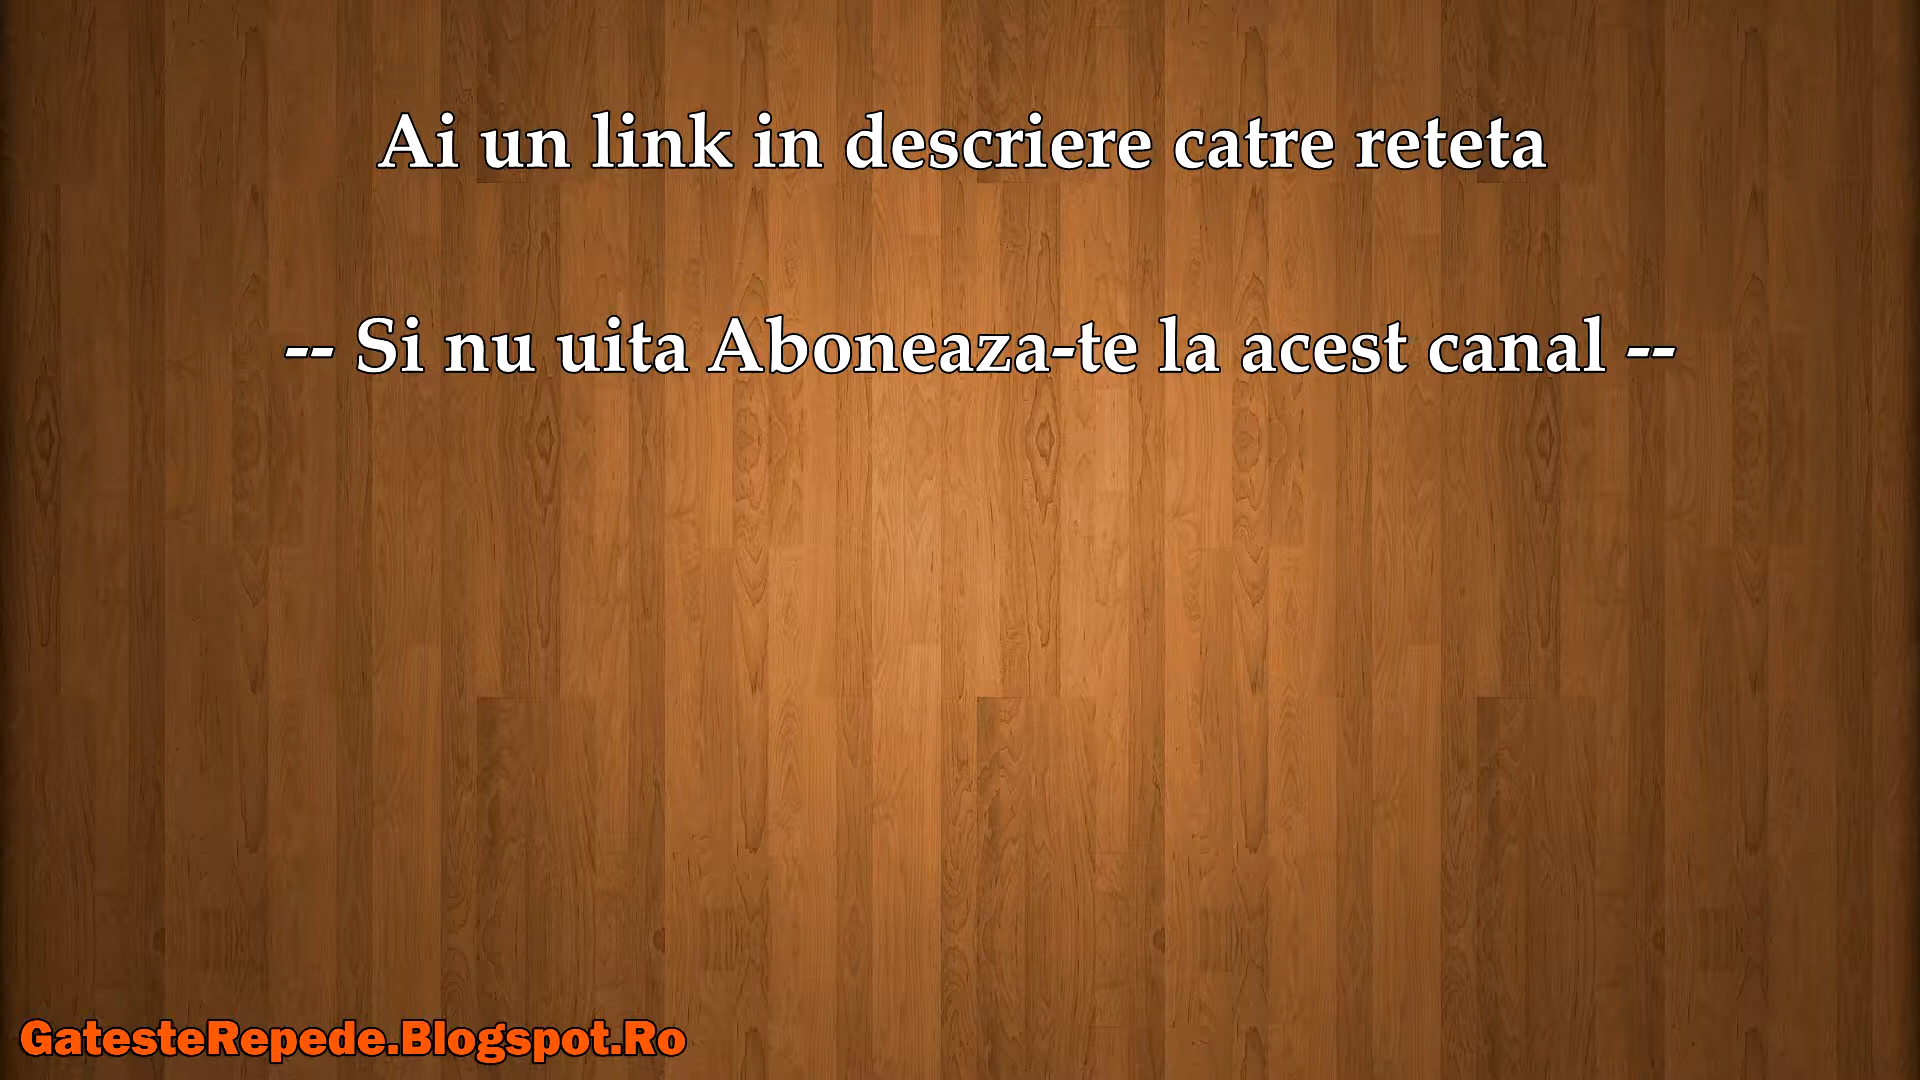 Ai un link in descriere catre reteta
-- Si nu uita Aboneaza-te la acest canal --
GatesteRepede.Blogspot.Ro